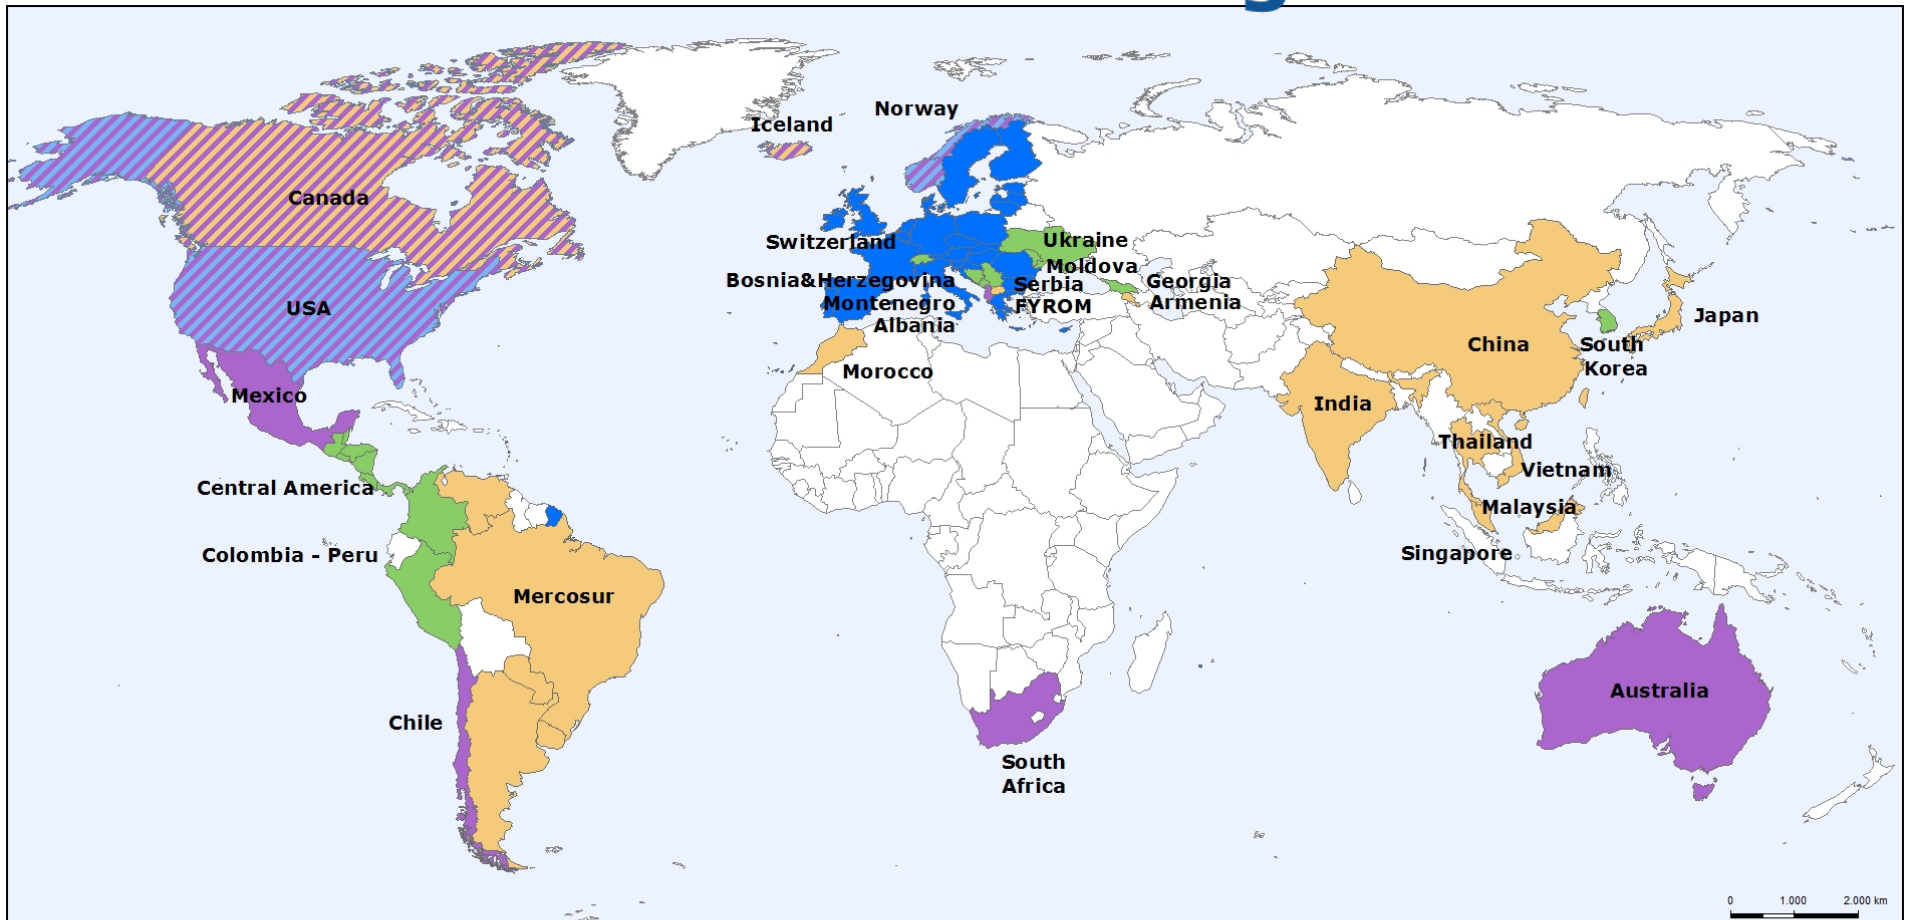 Norway
Iceland
Canada
Switzerland
Ukraine
Moldova
Bosnia&Herzegovina
Serbia
Georgia
Montenegro
FYROM
Armenia
Albania
USA
Japan
China
South
Korea
Morocco
Mexico
India
Thailand
Vietnam
Central America
Malaysia
Colombia - Peru
Singapore
Mercosur
Australia
Chile
South
Africa
0 1.000 2.000 km